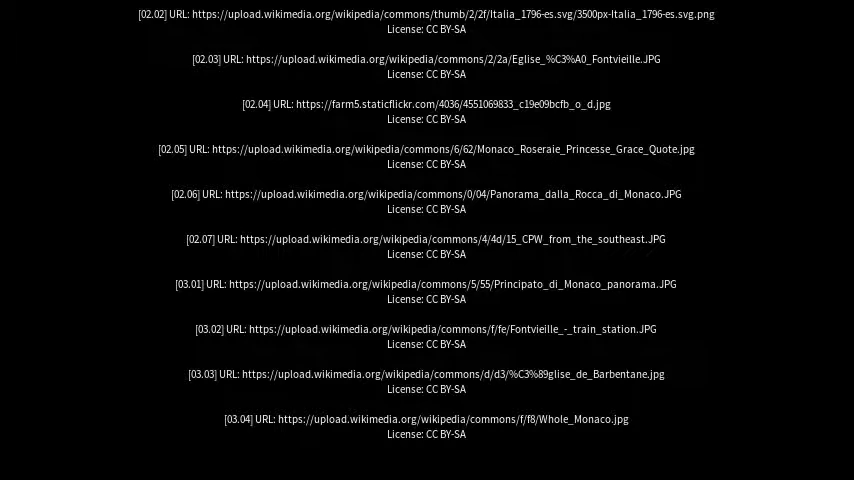 [02.02] URL: https://upload.wikimedia.org/wikipedia/commons/thumb/2/2f/Italia_1796-es.svg/3500px-Italia_1796-es.svg.png
License: CC BY-SA
[02.03] URL: https://upload.wikimedia.org/wikipedia/commons/2/2a/Eglise_%C3%A0_Fontvieille.JPG
License: CC BY-SA
[02.04] URL: https://farm5.staticflickr.com/4036/4551069833_c19e09bcfb_o_d.jpg
License: CC BY-SA
[02.05] URL: https://upload.wikimedia.org/wikipedia/commons/6/62/Monaco_Roseraie_Princesse_Grace_Quote.jpg
License: CC BY-SA
[02.06] URL: https://upload.wikimedia.org/wikipedia/commons/0/04/Panorama_dalla_Rocca_di_Monaco.JPG
License: CC BY-SA
[02.07] URL: https://upload.wikimedia.org/wikipedia/commons/4/4d/15_CPW_from_the_southeast.JPG
License: CC BY-SA
[03.01] URL: https://upload.wikimedia.org/wikipedia/commons/5/55/Principato_di_Monaco_panorama.JPG
License: CC BY-SA
[03.02] URL: https://upload.wikimedia.org/wikipedia/commons/f/fe/Fontvieille_-_train_station.JPG
License: CC BY-SA
[03.03] URL: https://upload.wikimedia.org/wikipedia/commons/d/d3/%C3%89glise_de_Barbentane.jpg
License: CC BY-SA
[03.04] URL: https://upload.wikimedia.org/wikipedia/commons/f/f8/Whole_Monaco.jpg
License: CC BY-SA